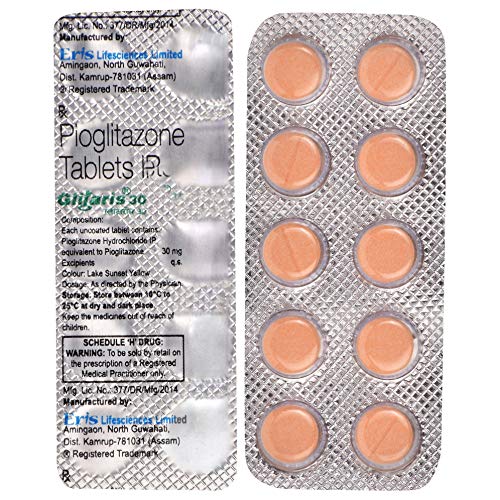 Mfg. Lic. No.: 377/DR/Mfg/2014
Manufactured by:
Eris Lifesciences Limited
Amingaon, North Guwahati,
Dist. Kamrup-781031 (Assam)
® Registered Trademark
Rx
Pioglitazone
Tablets IP
®
Glifaris 30
Composition:
Each uncoated tablet contains:
Pioglitazone Hydrochloride IP
equivalent to Pioglitazone 30 mg
Excipients q.s.
Colour: Lake Sunset Yellow
Dosage: As directed by the Physician
Storage: Store between 10°C to
25°C at dry and dark place
Keep the medicines out of reach of
children.
SCHEDULE 'H' DRUG:
WARNING: To be sold by retail on
the prescription of a Registered
Medical Practitioner only.
Mfg. Lic. No.: 377/DR/Mfg/2014
Manufactured by:
Eris Lifesciences Limited
Amingaon, North Guwahati,
Dist. Kamrup-781031 (Assam)
® Registered Trademark
Rx